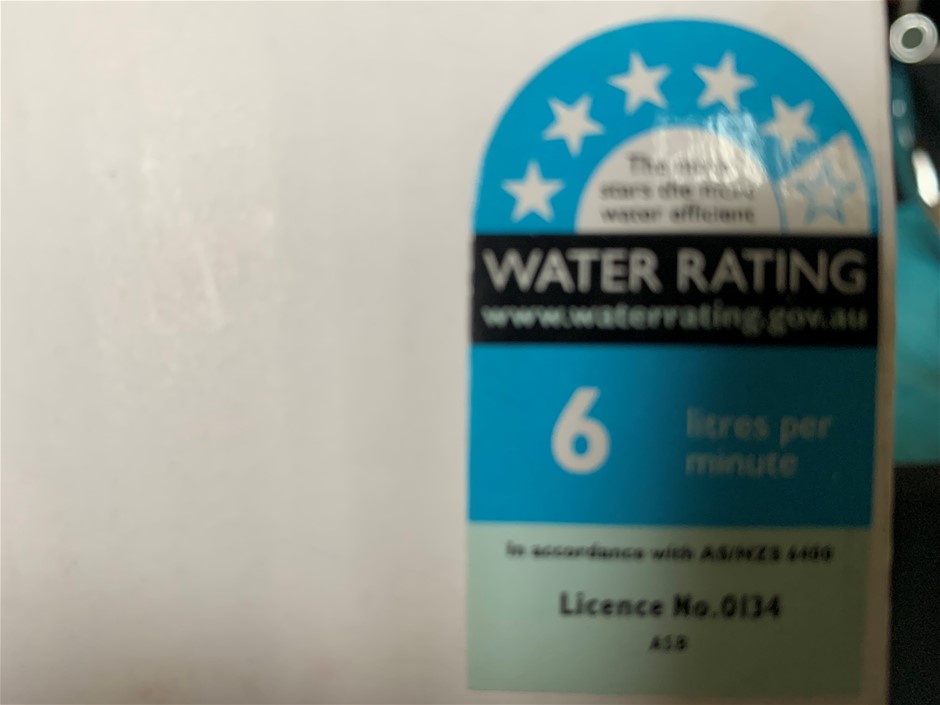 The more
stars the more
water efficient
WATER RATING
www.waterrating.gov.au
6 litres per
minute
In accordance with AS/NZS 6400
Licence No.0134
ASB